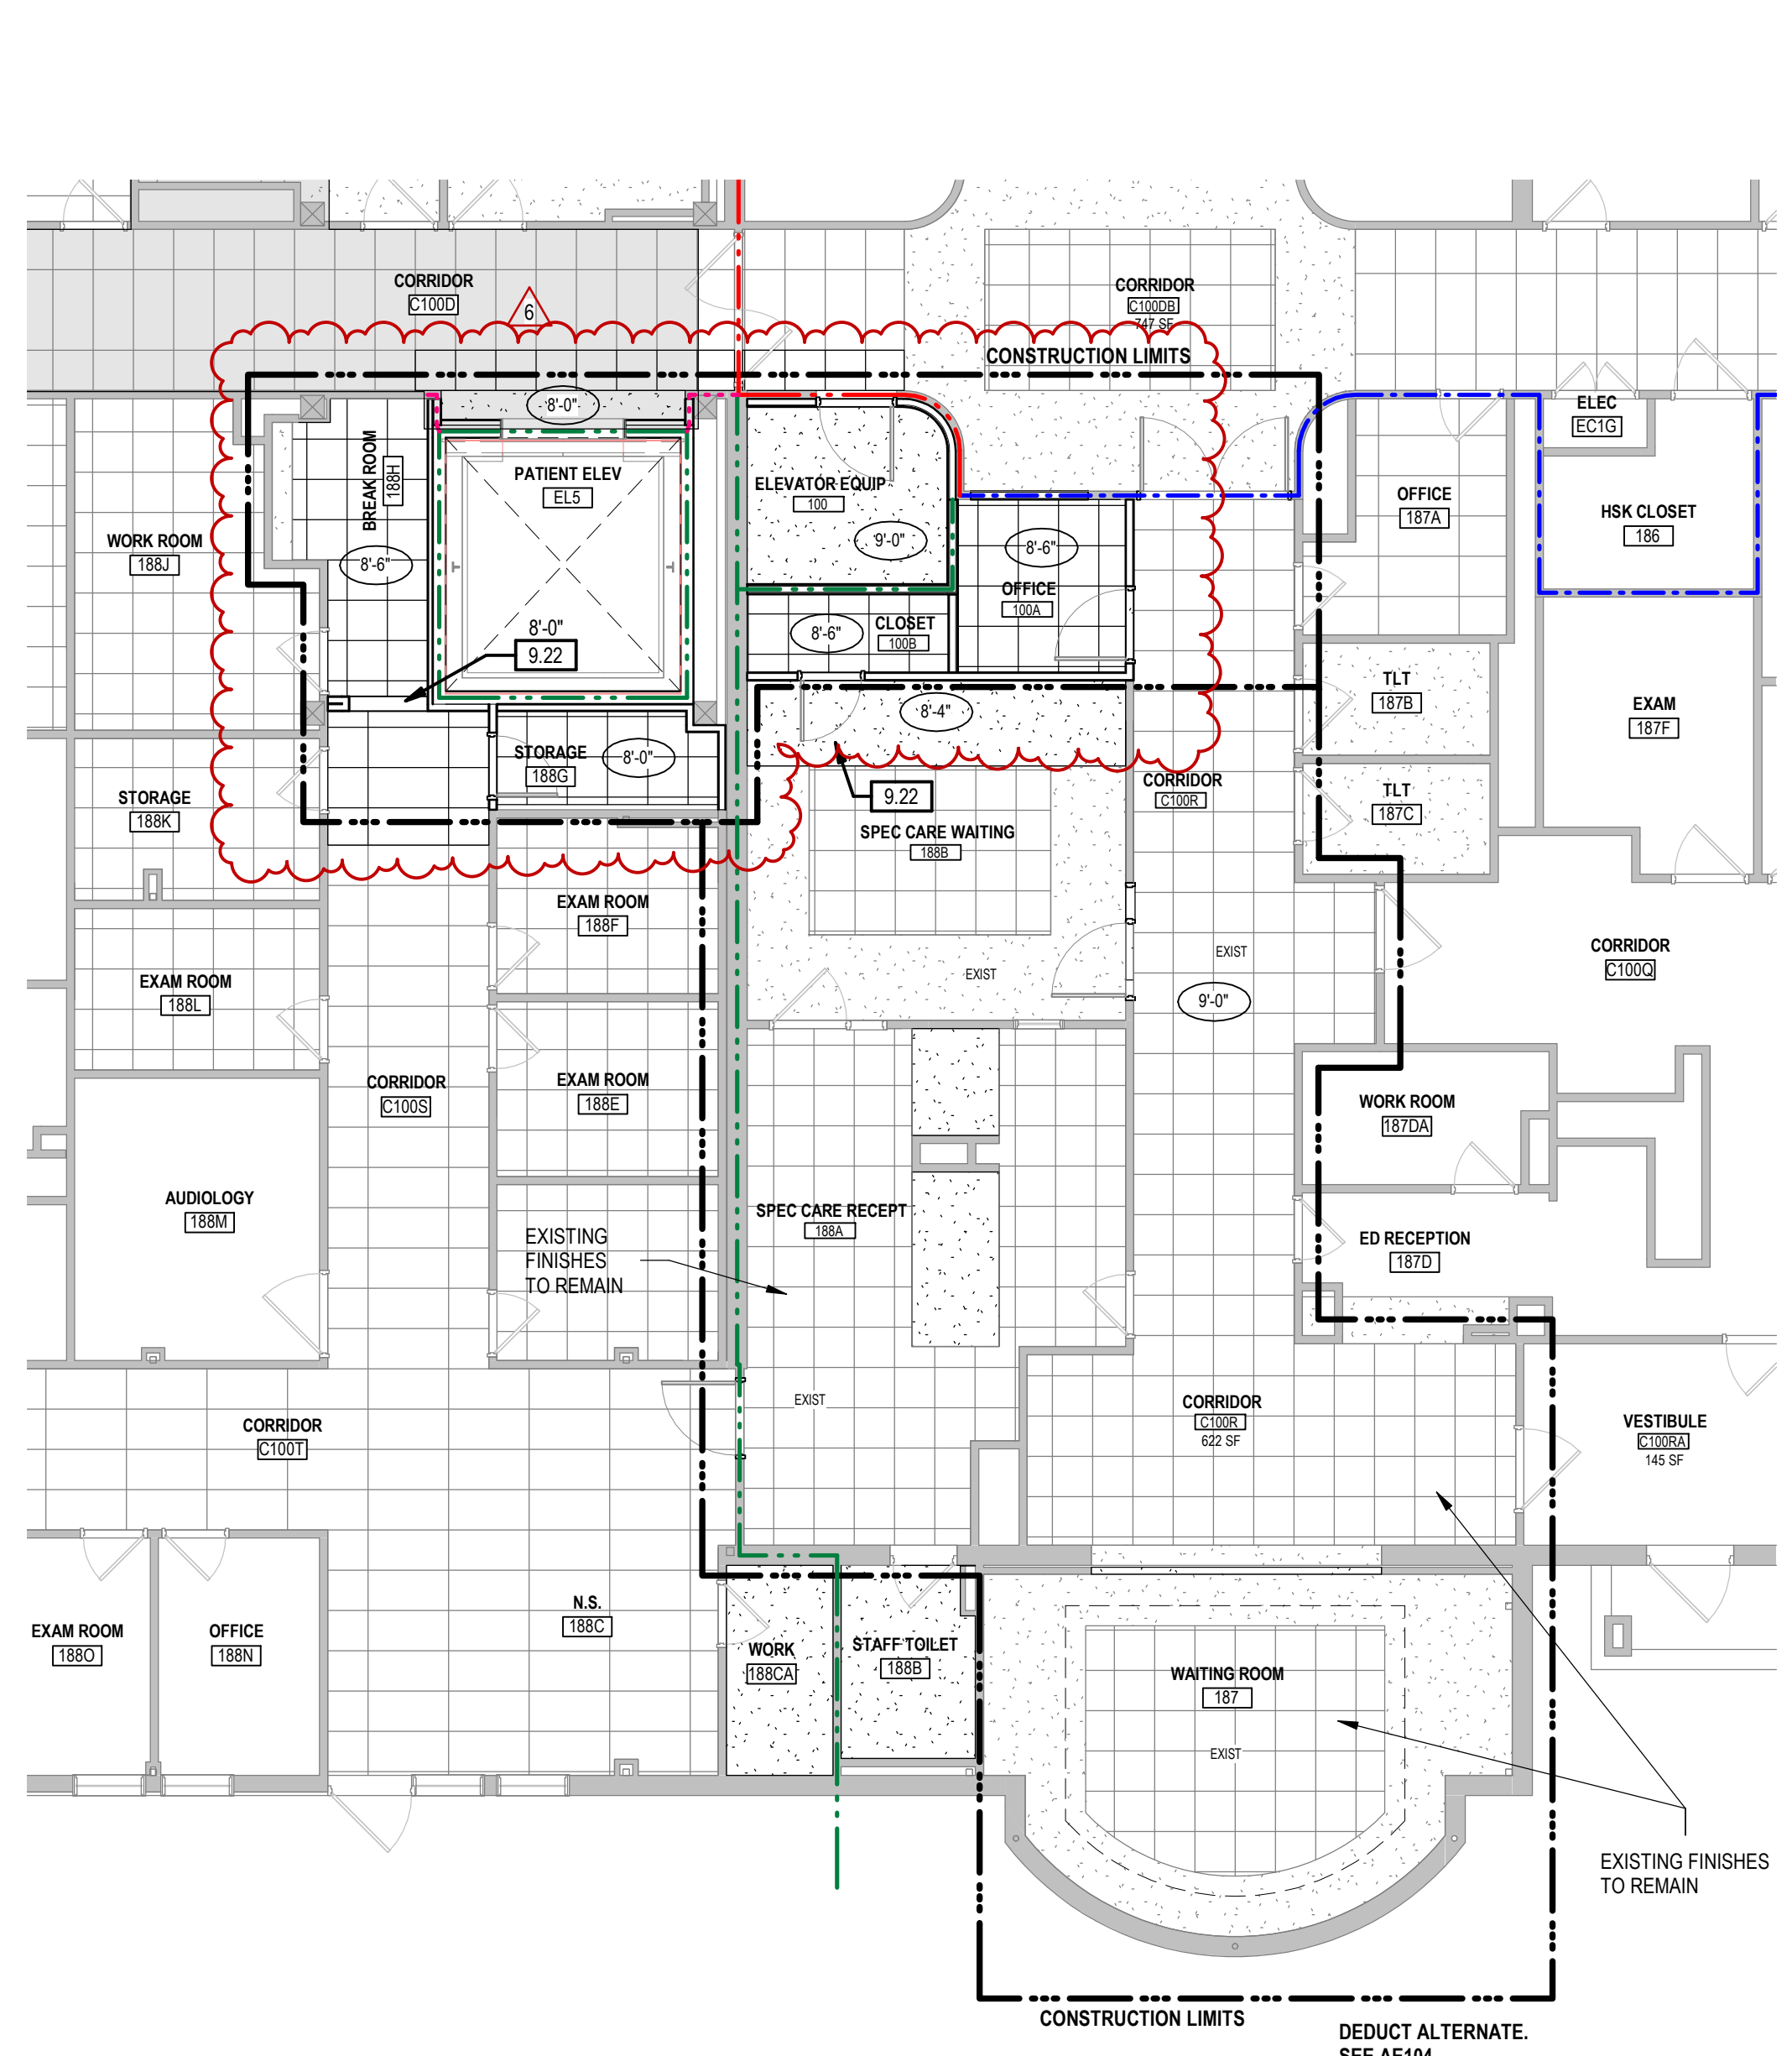 CORRIDOR
C100D
6
CORRIDOR
C100DB
747 SF
CONSTRUCTION LIMITS
8'-0"
BREAK ROOM
188H
PATIENT ELEV
EL5
ELEVATOR EQUIP
100
9'-0"
8'-6"
OFFICE
100A
OFFICE
187A
ELEC
EC1G
HSK CLOSET
186
WORK ROOM
188J
8'-6"
8'-0"
9.22
8'-6"
CLOSET
100B
TLT
187B
EXAM
187F
8'-4"
STORAGE
188G
8'-0"
9.22
CORRIDOR
C100R
TLT
187C
STORAGE
188K
SPEC CARE WAITING
188B
EXAM ROOM
188F
EXIST
EXIST
CORRIDOR
C100Q
EXAM ROOM
188L
9'-0"
CORRIDOR
C100S
EXAM ROOM
188E
WORK ROOM
187DA
AUDIOLOGY
188M
SPEC CARE RECEPT
188A
EXISTING
FINISHES
TO REMAIN
ED RECEPTION
187D
EXIST
CORRIDOR
C100R
622 SF
CORRIDOR
C100T
VESTIBULE
C100RA
145 SF
EXAM ROOM
188O
OFFICE
188N
N.S.
188C
WORK
188CA
STAFF TOILET
188B
WAITING ROOM
187
EXIST
EXISTING FINISHES
TO REMAIN
CONSTRUCTION LIMITS
DEDUCT ALTERNATE.
SEE AE104